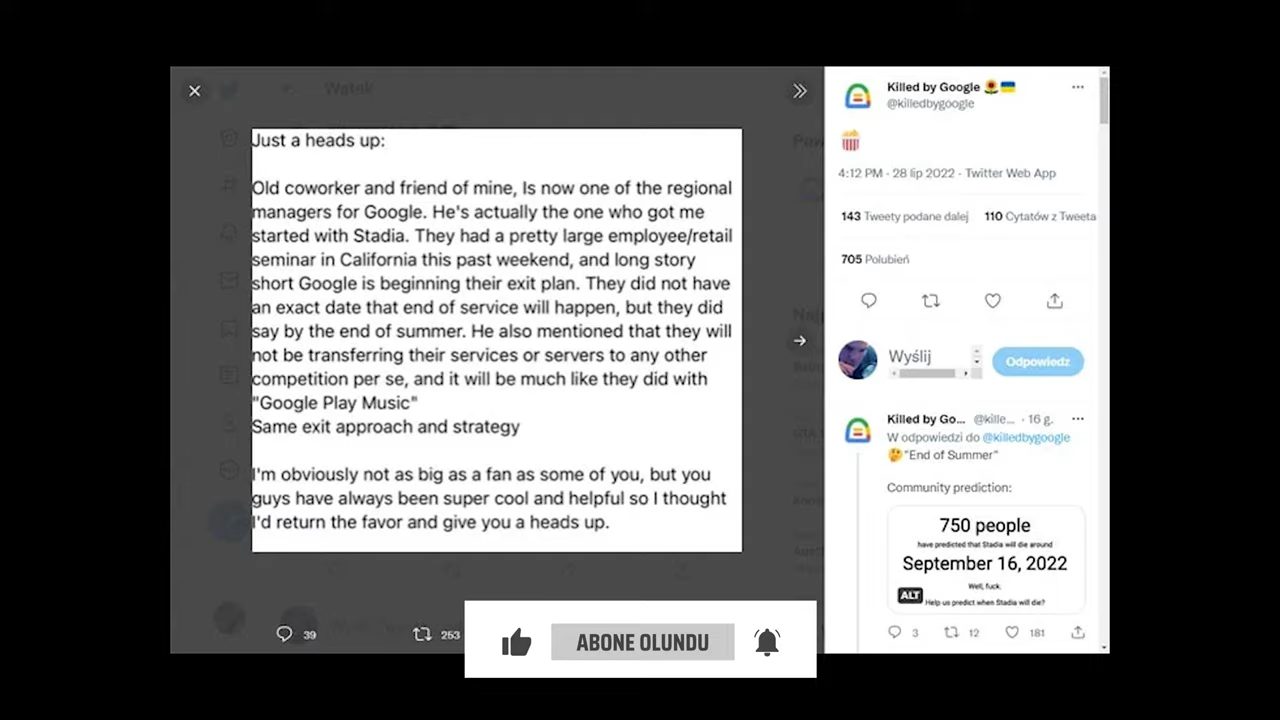 Wątek
Just a heads up:
Old coworker and friend of mine, Is now one of the regional
managers for Google. He's actually the one who got me
started with Stadia. They had a pretty large employee/retail
seminar in California this past weekend, and long story
short Google is beginning their exit plan. They did not have
an exact date that end of service will happen, but they did
say by the end of summer. He also mentioned that they will
not be transferring their services or servers to any other
competition per se, and it will be much like they did with
"Google Play Music"
Same exit approach and strategy
I'm obviously not as big as a fan as some of you, but you
guys have always been super cool and helpful so I thought
I'd return the favor and give you a heads up.
39
253
Killed by Google
@killedbygoogle
4:12 PM · 28 lip 2022 · Twitter Web App
143 Tweety podane dalej 110 Cytatów z Tweeta
705 Polubień
Wyślij
Odpowiedz
Killed by Go... @kille... · 16 g.
W odpowiedzi do @killedbygoogle
"End of Summer"
Community prediction:
750 people
have predicted that Stadia will die around
September 16, 2022
Well, fuck.
ALT
Help us predict when Stadia will die?
3 12 181
ABONE OLUNDU